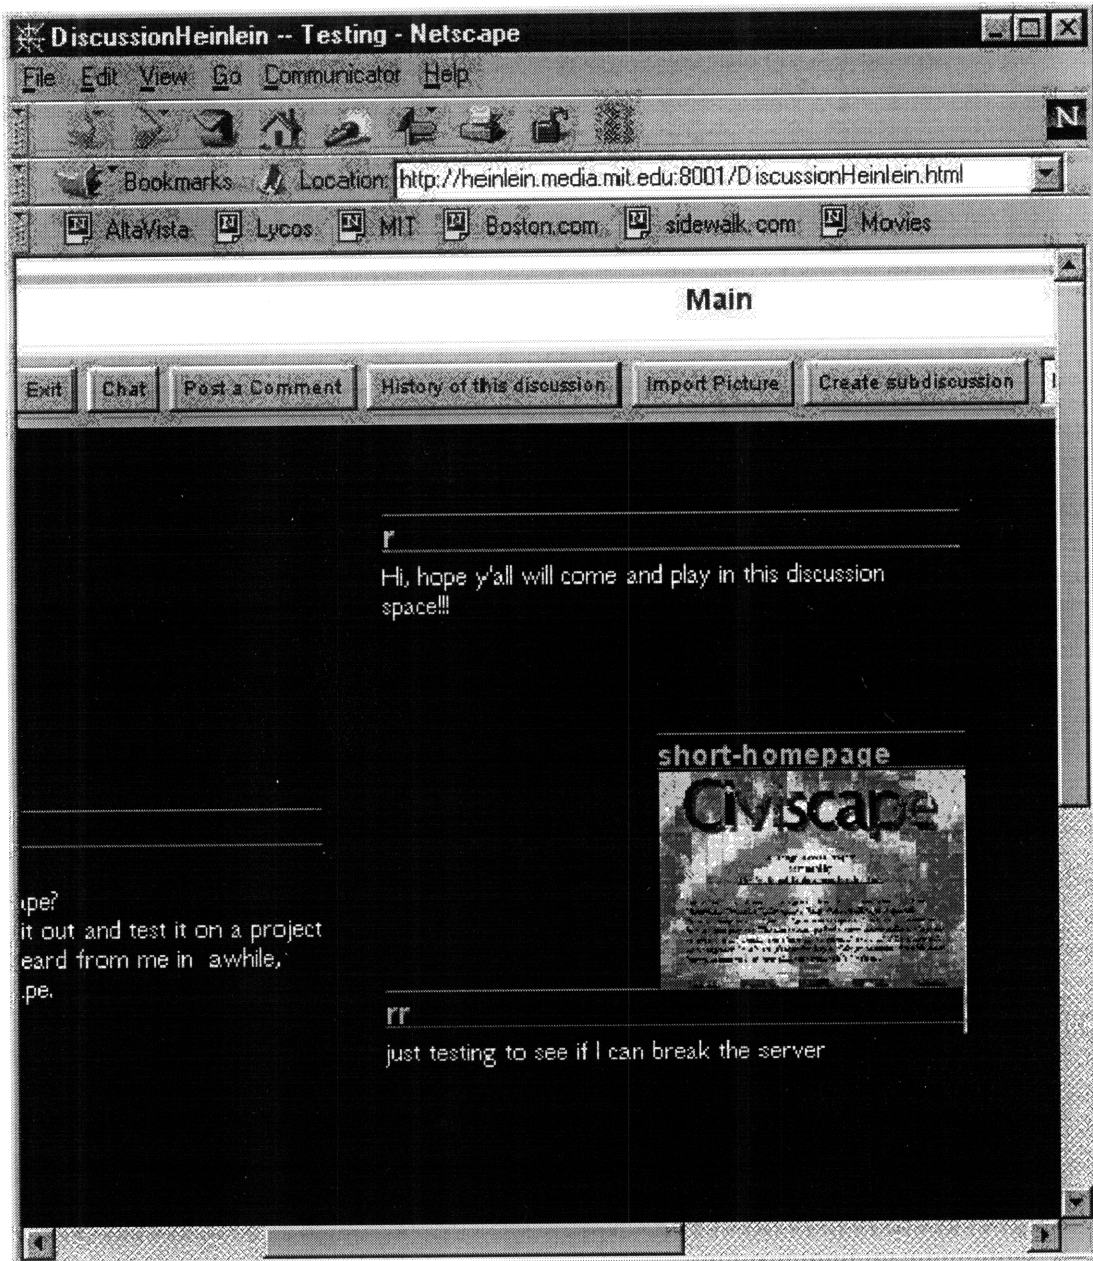 DiscussionHeinlein -- Testing - Netscape
File Edit View Go Communicator Help
N
Bookmarks Location: http://heinlein.media.mit.edu:8001/DiscussionHeinlein.html
AltaVista Lycos MIT Boston.com sidewalk.com Movies
Main
Exit Chat Post a Comment History of this discussion Import Picture Create subdiscussion
r
Hi, hope y'all will come and play in this discussion
space!!!
short-homepage
Civiscape
pe?
it out and test it on a project
eard from me in awhile,
pe.
rr
just testing to see if I can break the server